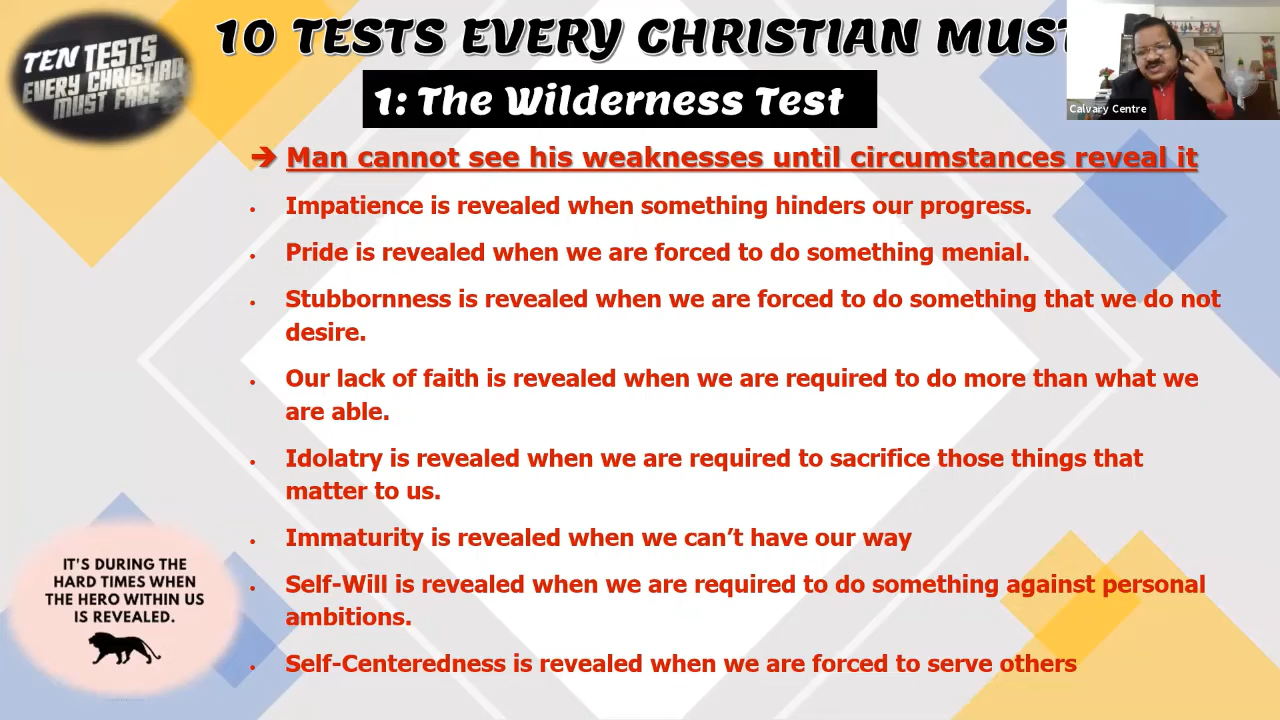 10 TESTS EVERY CHRISTIAN MUST
TEN TESTS
EVERY CHRISTIAN
MUST FACE
1: The Wilderness Test
Calvary Centre
➔ Man cannot see his weaknesses until circumstances reveal it
• Impatience is revealed when something hinders our progress.
• Pride is revealed when we are forced to do something menial.
• Stubbornness is revealed when we are forced to do something that we do not
desire.
• Our lack of faith is revealed when we are required to do more than what we
are able.
• Idolatry is revealed when we are required to sacrifice those things that
matter to us.
• Immaturity is revealed when we can’t have our way
• Self-Will is revealed when we are required to do something against personal
ambitions.
• Self-Centeredness is revealed when we are forced to serve others
IT'S DURING THE
HARD TIMES WHEN
THE HERO WITHIN US
IS REVEALED.